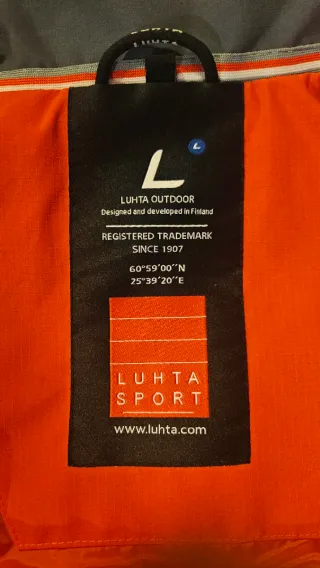 LUHTA
L
L
LUHTA OUTDOOR
Designed and developed in Finland
REGISTERED TRADEMARK
SINCE 1907
60°59´00´´N
25°39´20´´E
LUHTA
SPORT
www.luhta.com